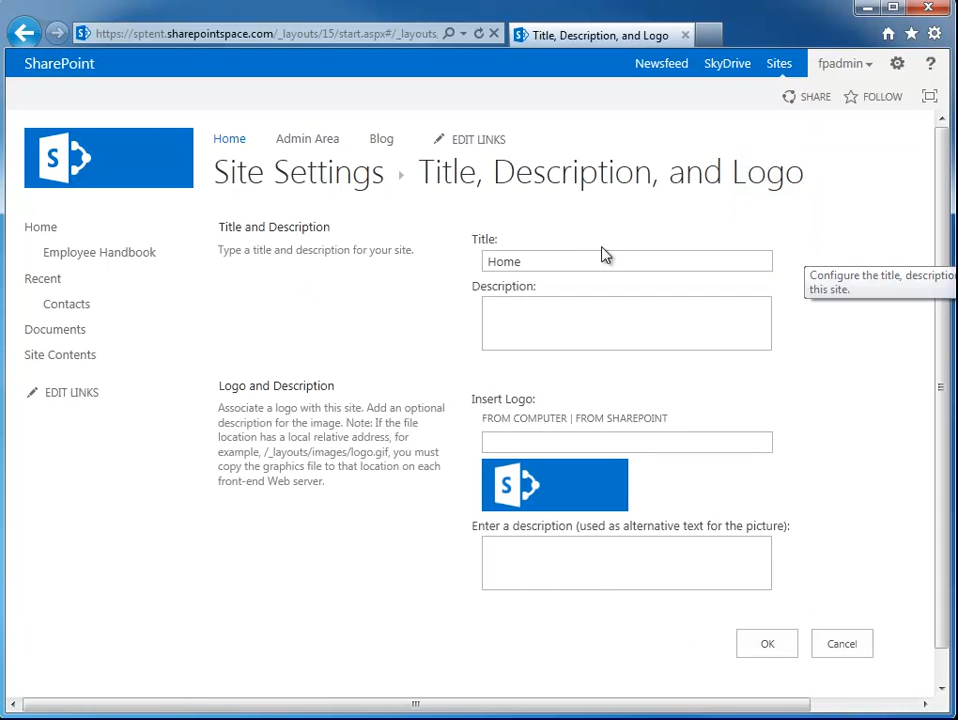 https://sptent.sharepointspace.com/_layouts/15/start.aspx#/_layouts.
Title, Description, and Logo
SharePoint
Newsfeed
SkyDrive
Sites
fpadmin
?
SHARE
FOLLOW
S
Home
Admin Area
Blog
EDIT LINKS
Site Settings
Title, Description, and Logo
Home
Employee Handbook
Recent
Contacts
Documents
Site Contents
EDIT LINKS
Title and Description
Type a title and description for your site.
Title:
Home
Description:
Configure the title, descriptio
this site.
Logo and Description
Associate a logo with this site. Add an optional
description for the image. Note: If the file
location has a local relative address, for
example, /_layouts/images/logo.gif, you must
copy the graphics file to that location on each
front-end Web server.
Insert Logo:
FROM COMPUTER | FROM SHAREPOINT
S
Enter a description (used as alternative text for the picture):
OK
Cancel